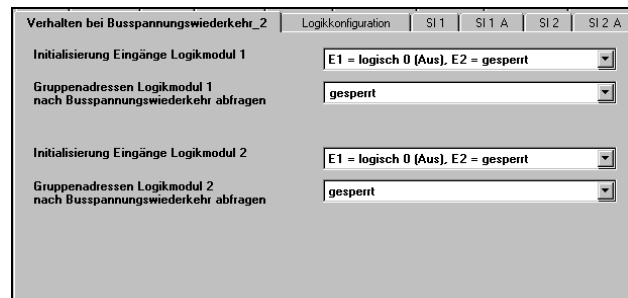 Verhalten bei Busspannungswiederkehr_2 Logikkonfiguration SI 1 SI 1 A SI 2 SI 2 A
Initialisierung Eingänge Logikmodul 1 E1 = logisch 0 (Aus), E2 = gesperrt
Gruppenadressen Logikmodul 1
nach Busspannungswiederkehr abfragen gesperrt
Initialisierung Eingänge Logikmodul 2 E1 = logisch 0 (Aus), E2 = gesperrt
Gruppenadressen Logikmodul 2
nach Busspannungswiederkehr abfragen gesperrt